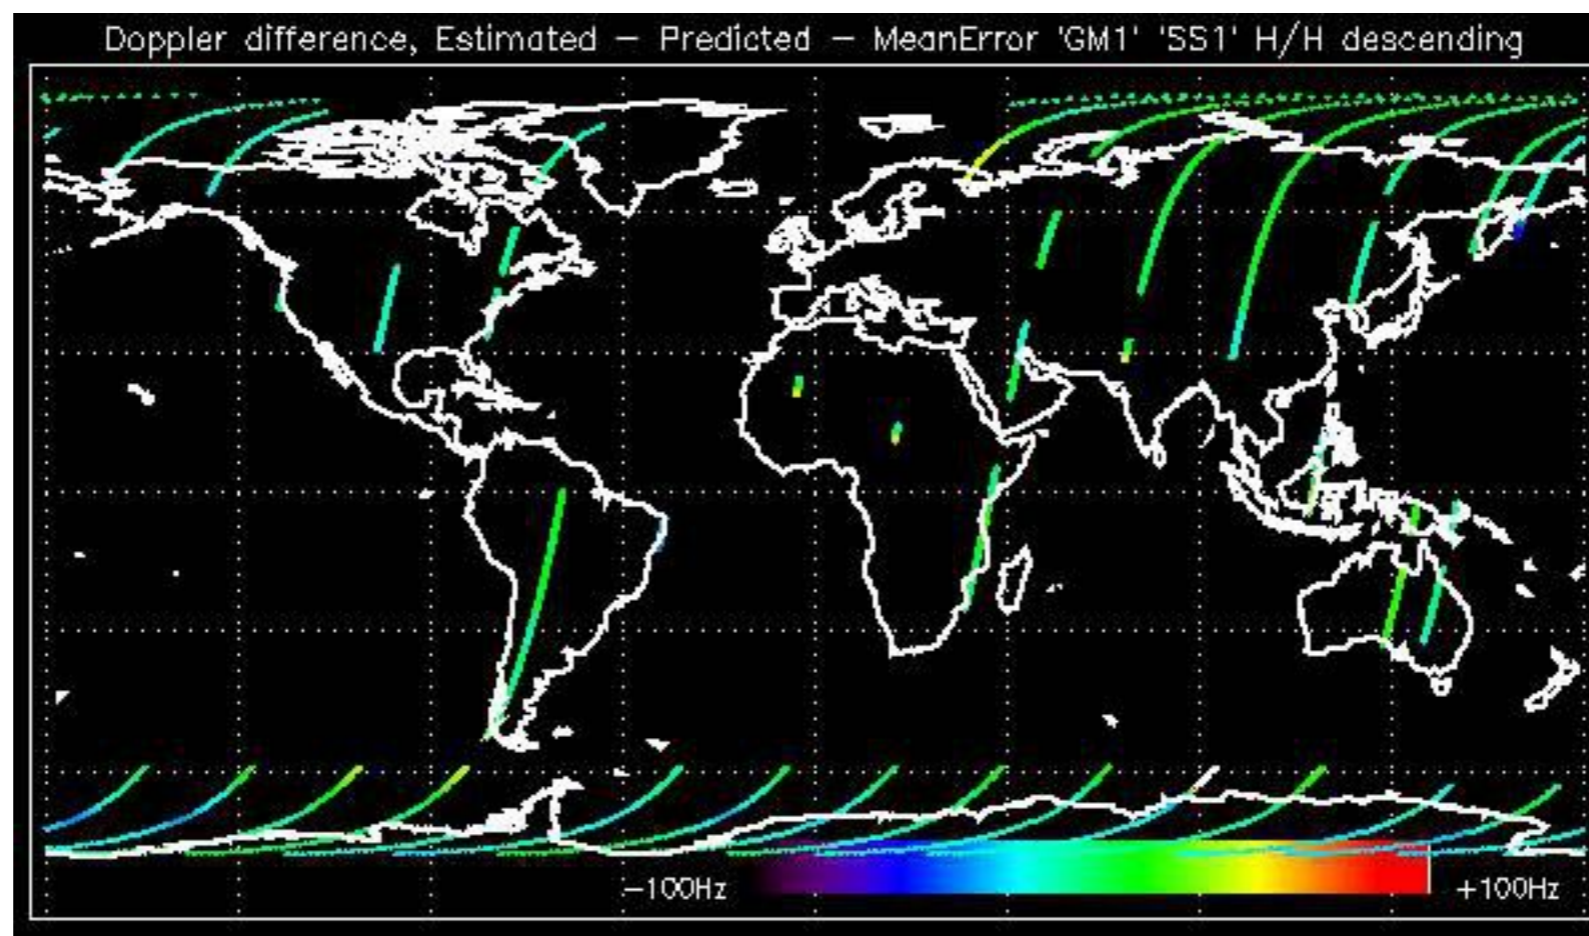 Doppler difference, Estimated – Predicted – MeanError 'GM1' 'SS1' H/H descending
–100Hz +100Hz